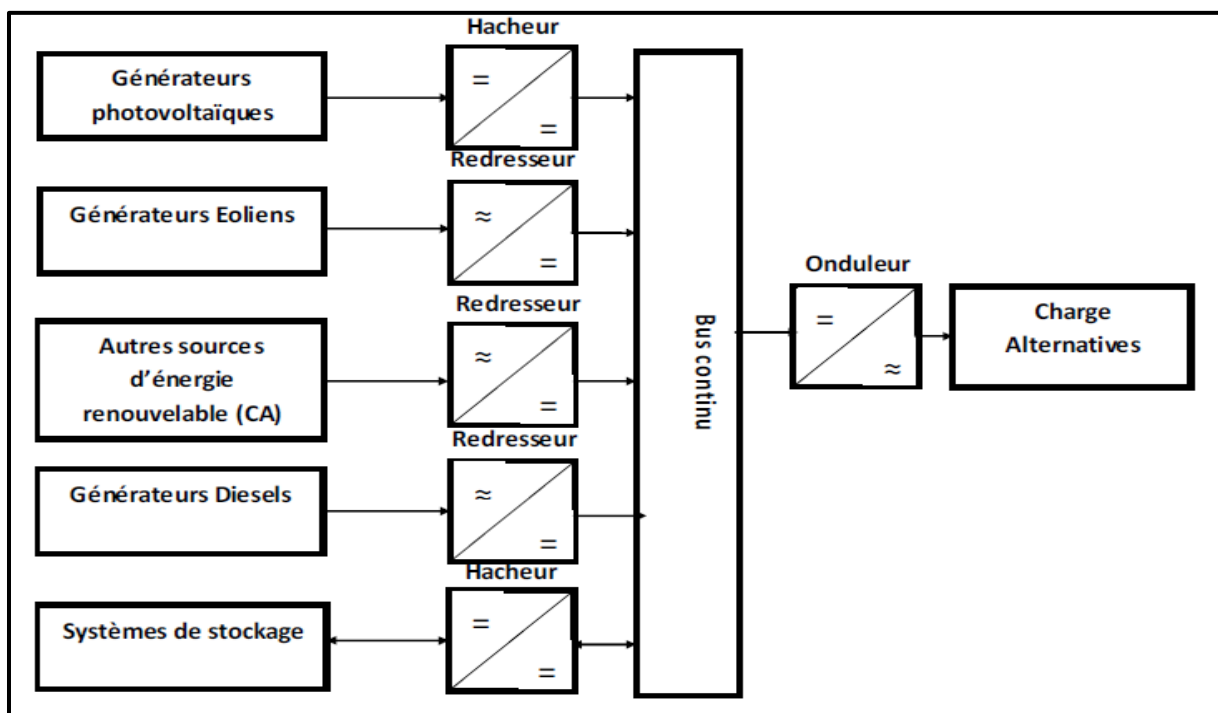 Hacheur
Générateurs
photovoltaïques
=
=
Redresseur
Générateurs Eoliens
≈
=
Redresseur
Autres sources
d'énergie
renouvelable (CA)
≈
=
Redresseur
Générateurs Diesels
≈
=
Hacheur
Systèmes de stockage
=
=
Bus continu
Onduleur
=
≈
Charge
Alternatives